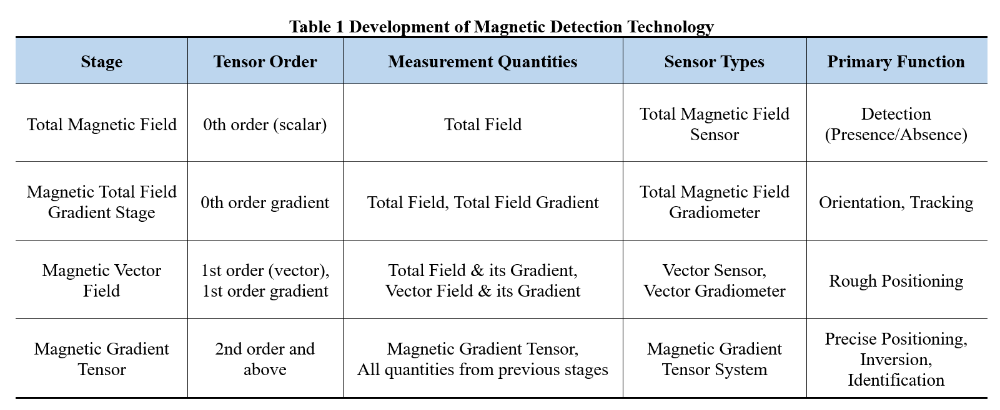 Table 1 Development of Magnetic Detection Technology
Stage
Tensor Order
Measurement Quantities
Sensor Types
Primary Function
Total Magnetic Field
0th order (scalar)
Total Field
Total Magnetic Field
Sensor
Detection
(Presence/Absence)
Magnetic Total Field
Gradient Stage
0th order gradient
Total Field, Total Field Gradient
Total Magnetic Field
Gradiometer
Orientation, Tracking
Magnetic Vector
Field
1st order (vector),
1st order gradient
Total Field & its Gradient,
Vector Field & its Gradient
Vector Sensor,
Vector Gradiometer
Rough Positioning
Magnetic Gradient
Tensor
2nd order and
above
Magnetic Gradient Tensor,
All quantities from previous stages
Magnetic Gradient
Tensor System
Precise Positioning,
Inversion,
Identification